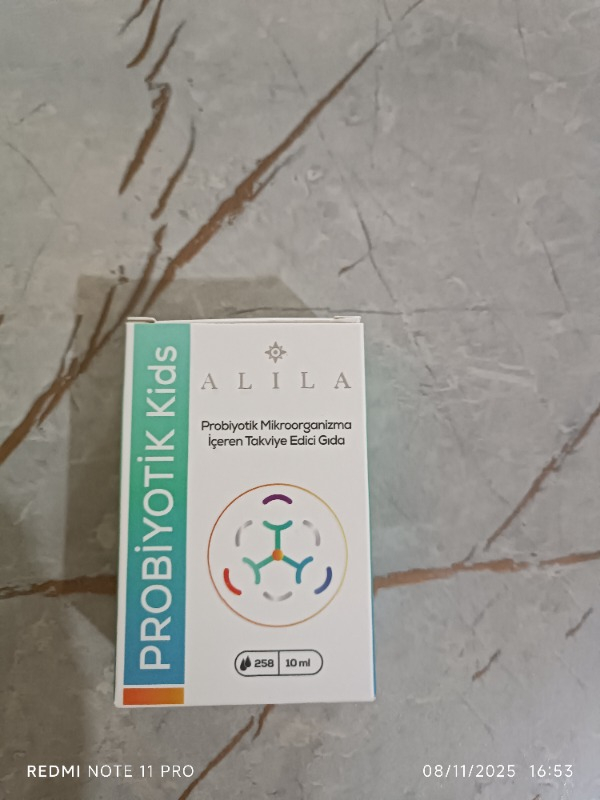 PROBİYOTİK Kids
ALILA
Probiyotik Mikroorganizma
İçeren Takviye Edici Gıda
258 10 ml
REDMI NOTE 11 PRO
08/11/2025 16:53